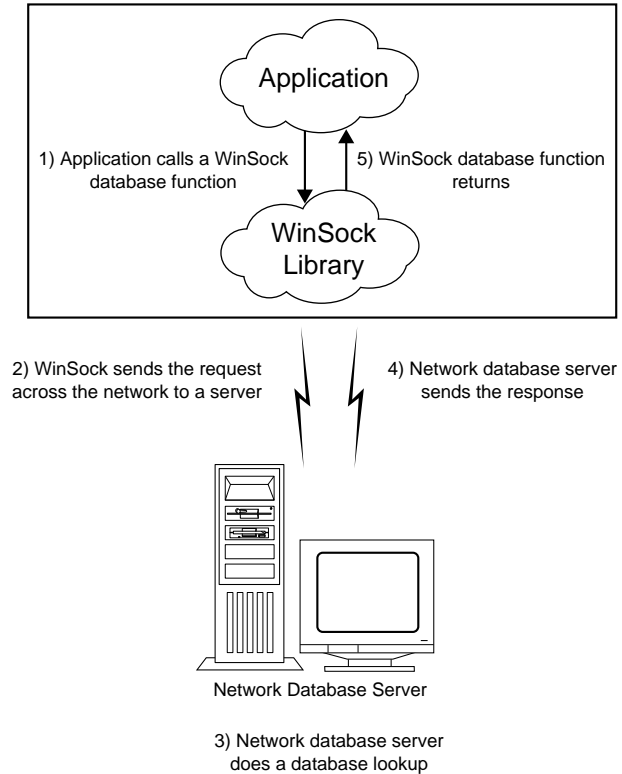 Application
1) Application calls a WinSock
database function
5) WinSock database function
returns
WinSock
Library
2) WinSock sends the request
across the network to a server
4) Network database server
sends the response
Network Database Server
3) Network database server
does a database lookup